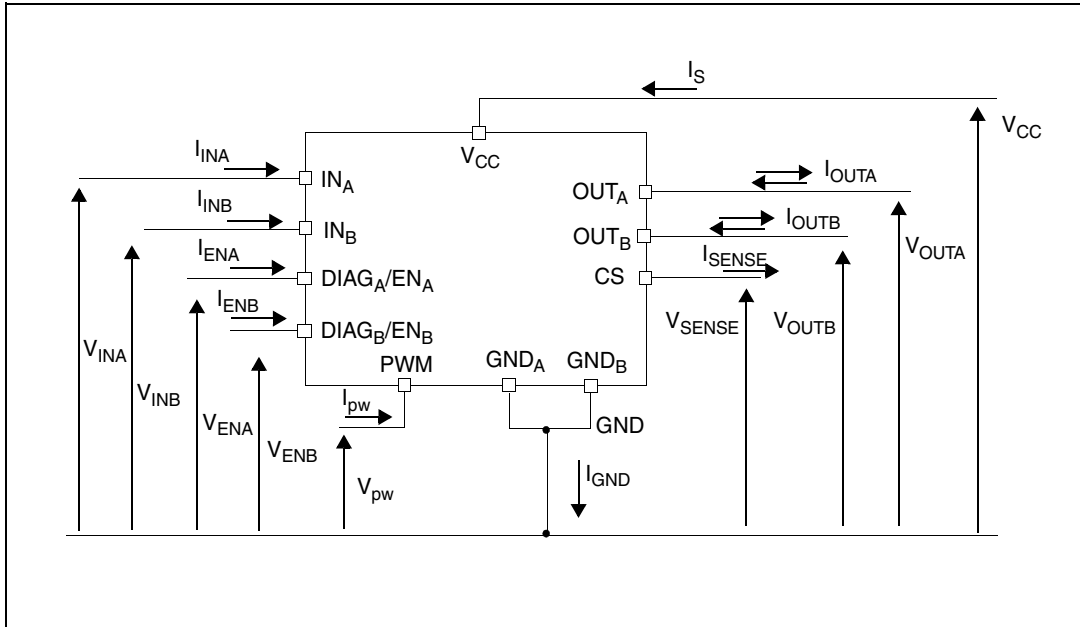 I_S
V_CC
V_CC
I_INA
IN_A
OUT_A
I_OUTA
I_INB
IN_B
OUT_B
I_OUTB
V_OUTA
I_ENA
DIAG_A/EN_A
CS
I_SENSE
I_ENB
DIAG_B/EN_B
V_SENSE
V_OUTB
V_INA
PWM
GND_A
GND_B
V_INB
I_pw
GND
V_ENA
V_ENB
V_pw
I_GND